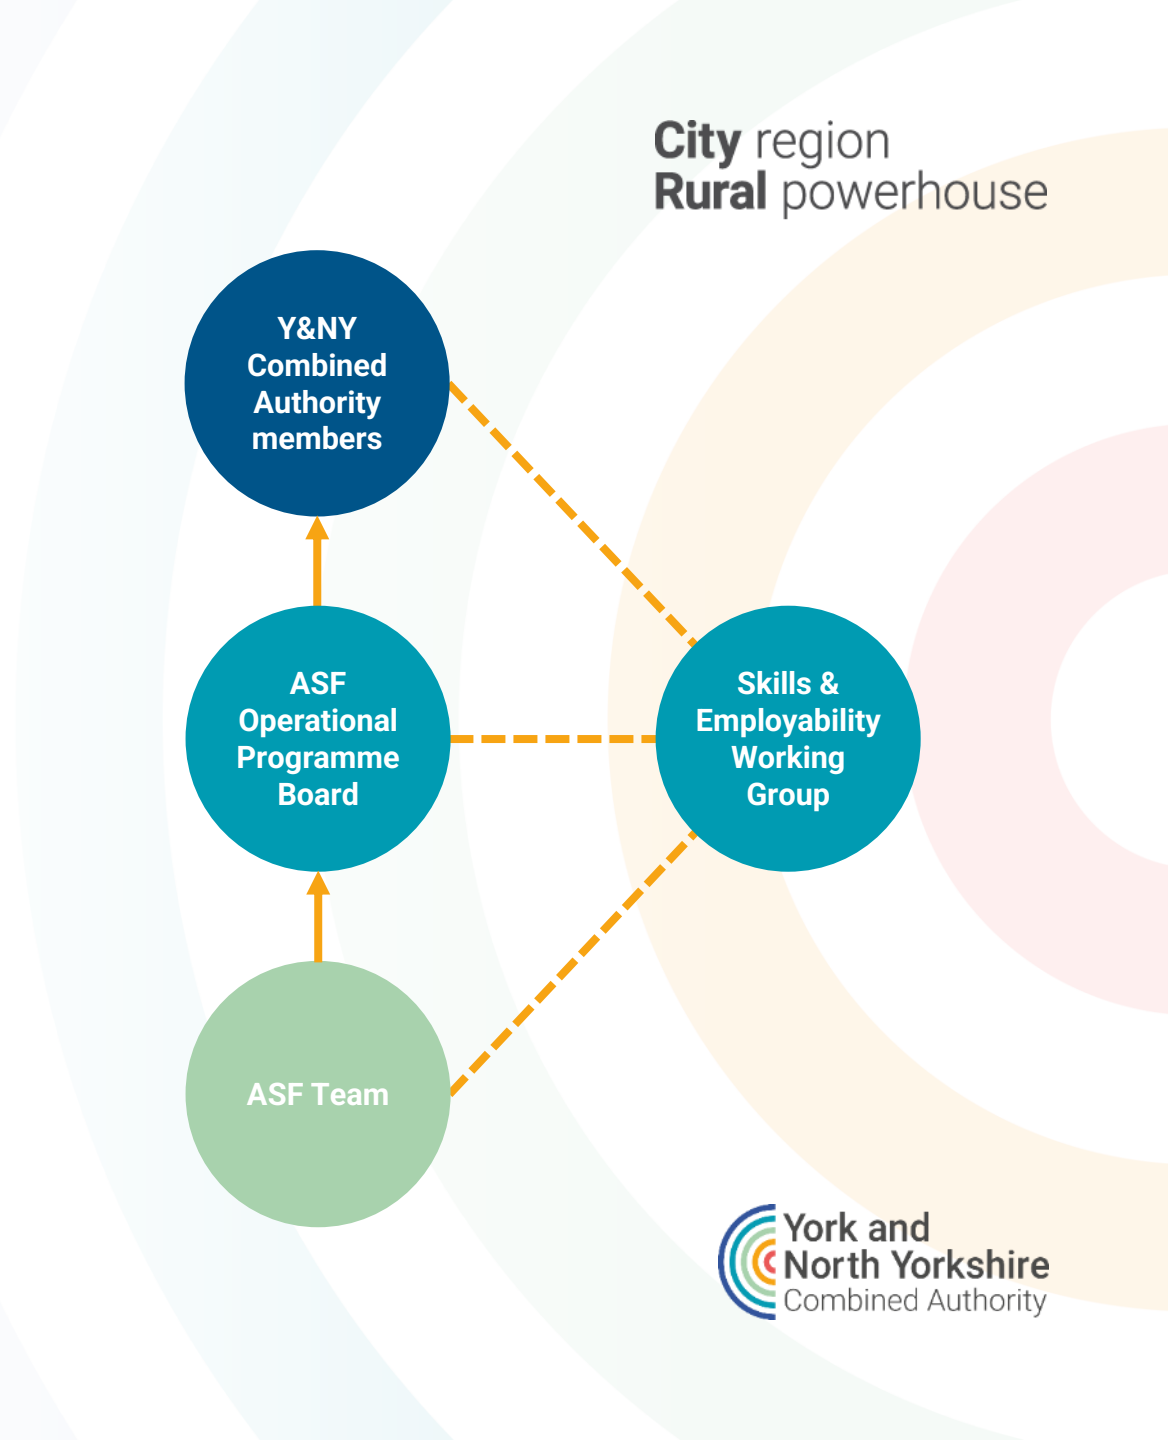 City region
Rural powerhouse
Y&NY
Combined
Authority
members
ASF
Operational
Programme
Board
Skills &
Employability
Working
Group
ASF Team
York and
North Yorkshire
Combined Authority